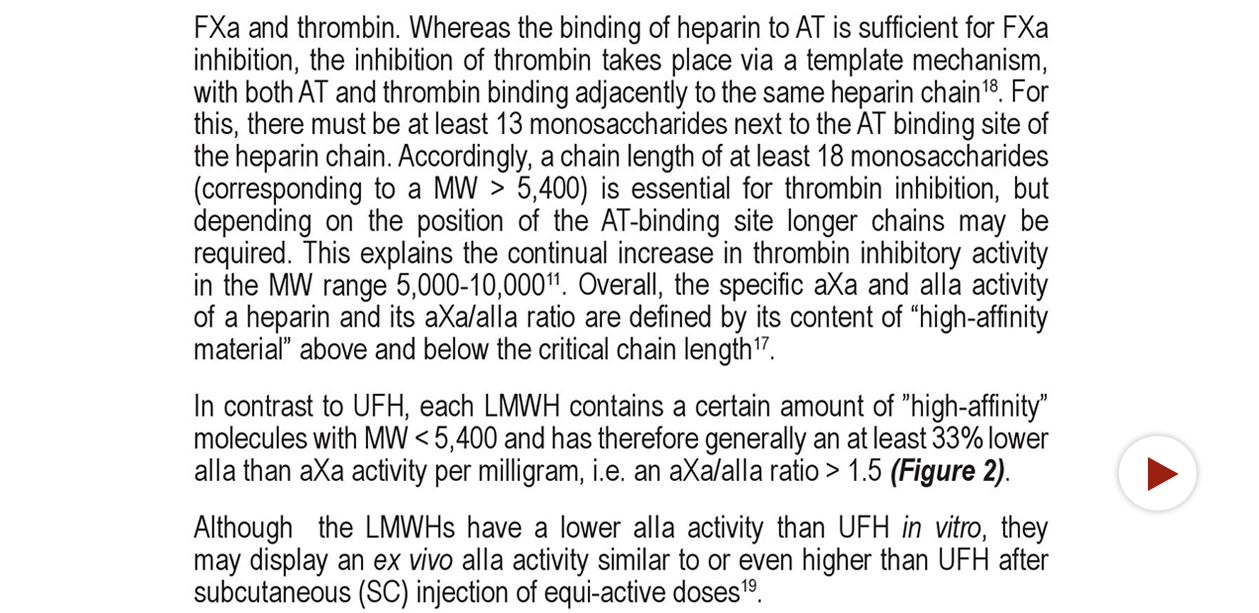 FXa and thrombin. Whereas the binding of heparin to AT is sufficient for FXa
inhibition, the inhibition of thrombin takes place via a template mechanism,
with both AT and thrombin binding adjacently to the same heparin chain¹⁸. For
this, there must be at least 13 monosaccharides next to the AT binding site of
the heparin chain. Accordingly, a chain length of at least 18 monosaccharides
(corresponding to a MW > 5,400) is essential for thrombin inhibition, but
depending on the position of the AT-binding site longer chains may be
required. This explains the continual increase in thrombin inhibitory activity
in the MW range 5,000-10,000¹¹. Overall, the specific aXa and aIIa activity
of a heparin and its aXa/aIIa ratio are defined by its content of “high-affinity
material” above and below the critical chain length¹⁷.
In contrast to UFH, each LMWH contains a certain amount of ”high-affinity”
molecules with MW < 5,400 and has therefore generally an at least 33% lower
aIIa than aXa activity per milligram, i.e. an aXa/aIIa ratio > 1.5 (Figure 2).
Although the LMWHs have a lower aIIa activity than UFH in vitro, they
may display an ex vivo aIIa activity similar to or even higher than UFH after
subcutaneous (SC) injection of equi-active doses¹⁹.